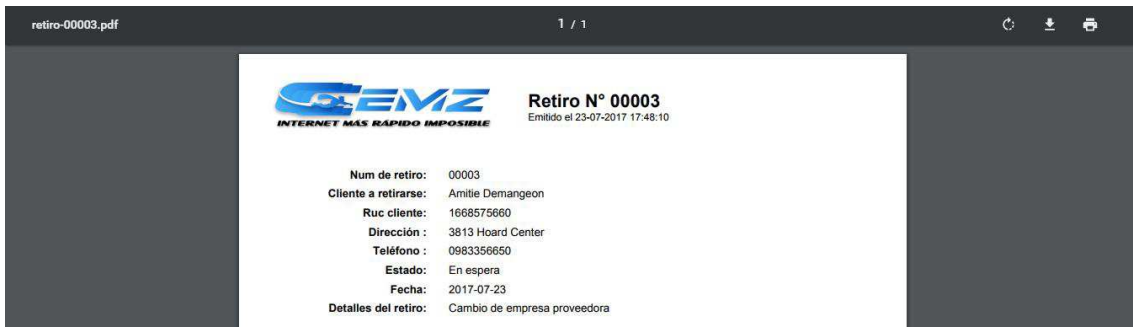 retiro-00003.pdf 1 / 1
GEMZ
INTERNET MÁS RÁPIDO IMPOSIBLE
Retiro N° 00003
Emitido el 23-07-2017 17:48:10
Num de retiro: 00003
Cliente a retirarse: Amitie Demangeon
Ruc cliente: 1668575660
Dirección : 3813 Hoard Center
Teléfono : 0983356650
Estado: En espera
Fecha: 2017-07-23
Detalles del retiro: Cambio de empresa proveedora